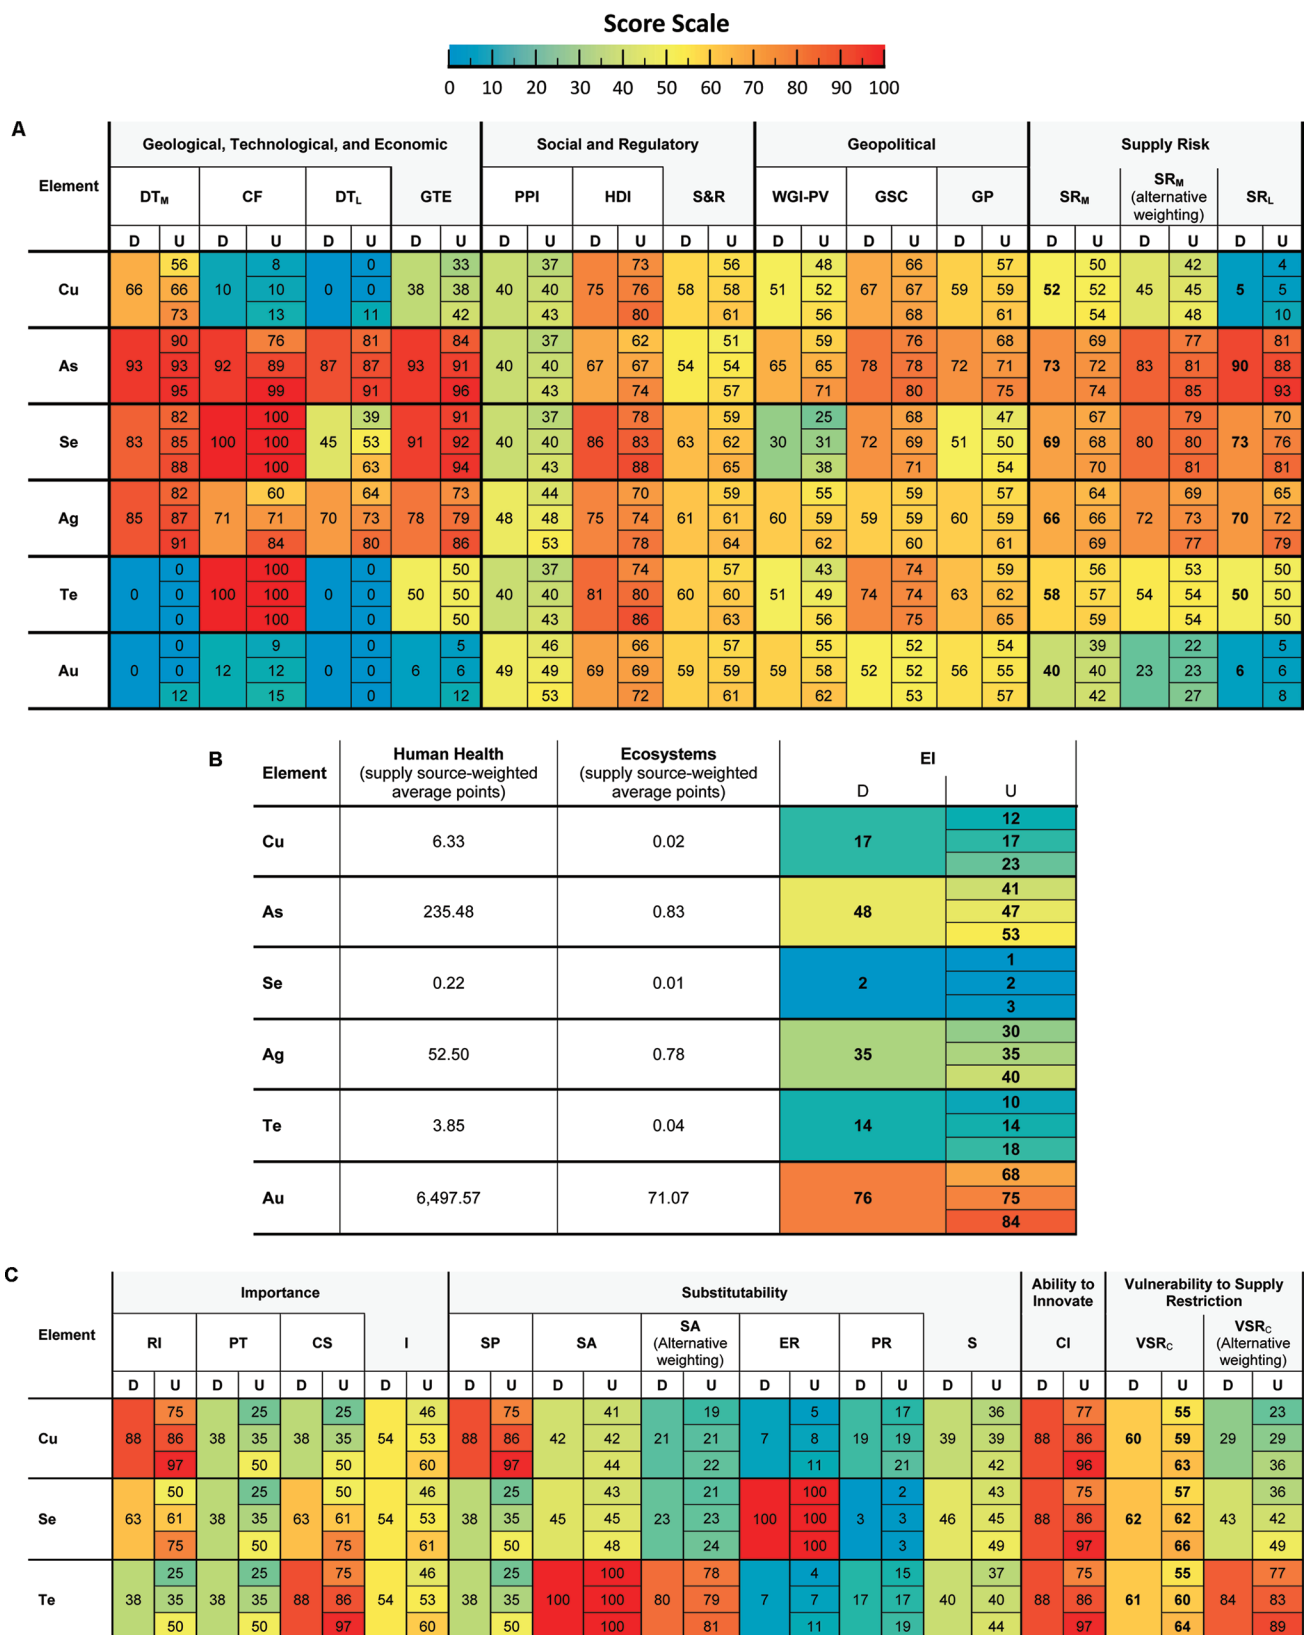 Score Scale
0 10 20 30 40 50 60 70 80 90 100
A
Geological, Technological, and Economic Social and Regulatory Geopolitical Supply Risk
Element DTM CF DTL GTE PPI HDI S&R WGI-PV GSC GP SRM SRM (alternative weighting) SRL
D U D U D U D U D U D U D U D U D U D U D U D U D U
56 8 0 33 37 73 56 48 66 57 50 42 4
Cu 66 66 10 10 0 0 38 38 40 40 75 76 58 58 51 52 67 67 59 59 52 52 45 45 5 5
73 13 11 42 43 80 61 56 68 61 54 48 10
90 76 81 84 37 62 51 59 76 68 69 77 81
As 93 93 92 89 87 87 93 91 40 40 67 67 54 54 65 65 78 78 72 71 73 72 83 81 90 88
95 99 91 96 43 74 57 71 80 75 74 85 93
82 100 39 91 37 78 59 25 68 47 67 79 70
Se 83 85 100 100 45 53 91 92 40 40 86 83 63 62 30 31 72 69 51 50 69 68 80 80 73 76
88 100 63 94 43 88 65 38 71 54 70 81 81
82 60 64 73 44 70 59 55 59 57 64 69 65
Ag 85 87 71 71 70 73 78 79 48 48 75 74 61 61 60 59 59 59 60 59 66 66 72 73 70 72
91 84 80 86 53 78 64 62 60 61 69 77 79
0 100 0 50 37 74 57 43 74 59 56 53 50
Te 0 0 100 100 0 0 50 50 40 40 81 80 60 60 51 49 74 74 63 62 58 57 54 54 50 50
0 100 0 50 43 86 63 56 75 65 59 54 50
0 9 0 5 46 66 57 55 52 54 39 22 5
Au 0 0 12 12 0 0 6 6 49 49 69 69 59 59 59 58 52 52 56 55 40 40 23 23 6 6
12 15 0 12 53 72 61 62 53 57 42 27 8
B
Element Human Health (supply source-weighted average points) Ecosystems (supply source-weighted average points) EI
D U
12
Cu 6.33 0.02 17 17
23
41
As 235.48 0.83 48 47
53
1
Se 0.22 0.01 2 2
3
30
Ag 52.50 0.78 35 35
40
10
Te 3.85 0.04 14 14
18
68
Au 6,497.57 71.07 76 75
84
C
Importance Substitutability Ability to Innovate Vulnerability to Supply Restriction
Element RI PT CS I SP SA SA (Alternative weighting) ER PR S CI VSRC VSRC (Alternative weighting)
D U D U D U D U D U D U D U D U D U D U D U D U D U
75 25 25 46 75 41 19 5 17 36 77 55 23
Cu 88 86 38 35 38 35 54 53 88 86 42 42 21 21 7 8 19 19 39 39 88 86 60 59 29 29
97 50 50 60 97 44 22 11 21 42 96 63 36
50 25 50 46 25 43 21 100 2 43 75 57 36
Se 63 61 38 35 63 61 54 53 38 35 45 45 23 23 100 100 3 3 46 45 88 86 62 62 43 42
75 50 75 61 50 48 24 100 3 49 97 66 49
25 25 75 46 25 100 78 4 15 37 75 55 77
Te 38 35 38 35 88 86 54 53 38 35 100 100 80 79 7 7 17 17 40 40 88 86 61 60 84 83
50 50 97 60 50 100 81 11 19 44 97 64 89